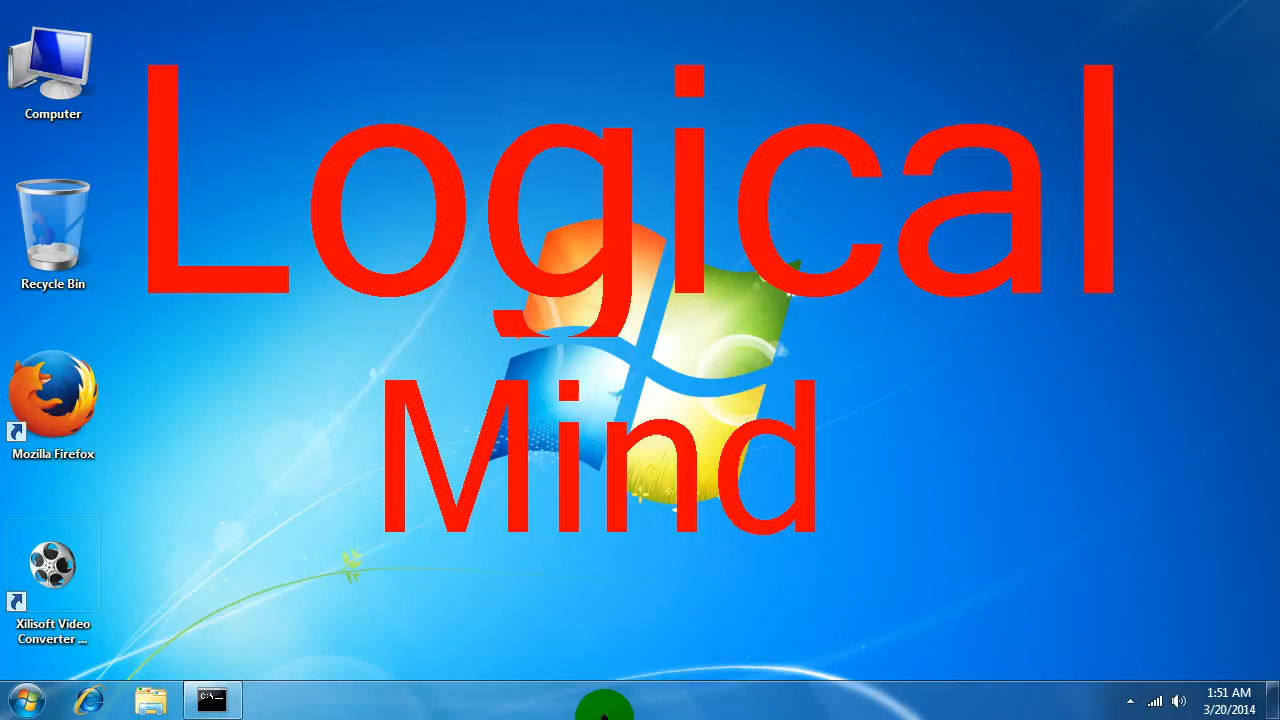 Logical
Mind
Computer
Recycle Bin
Mozilla Firefox
Xilisoft Video
Converter ...
C:\_
1:51 AM
3/20/2014